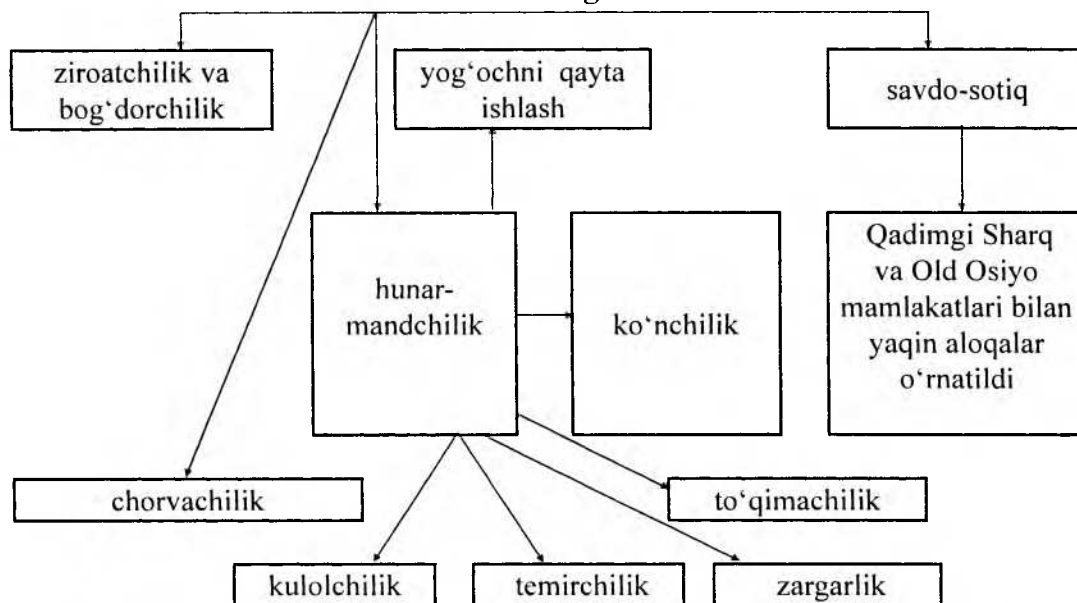 ziroatchilik va
bog‘dorchilik
yog‘ochni qayta
ishlash
savdo-sotiq
hunar-
mandchilik
ko‘nchilik
Qadimgi Sharq
va Old Osiyo
mamlakatlari bilan
yaqin aloqalar
o‘rnatildi
chorvachilik
to‘qimachilik
kulolchilik
temirchilik
zargarlik